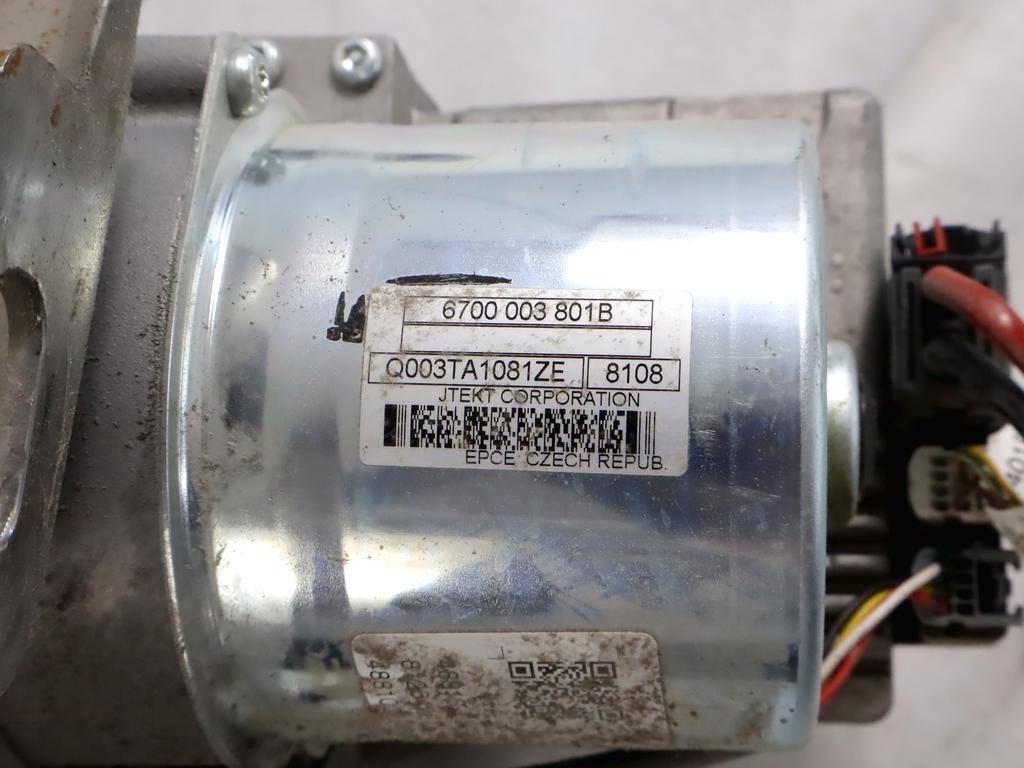 6700 003 801B
Q003TA1081ZE 8108
JTEKT CORPORATION
EPCE CZECH REPUB.